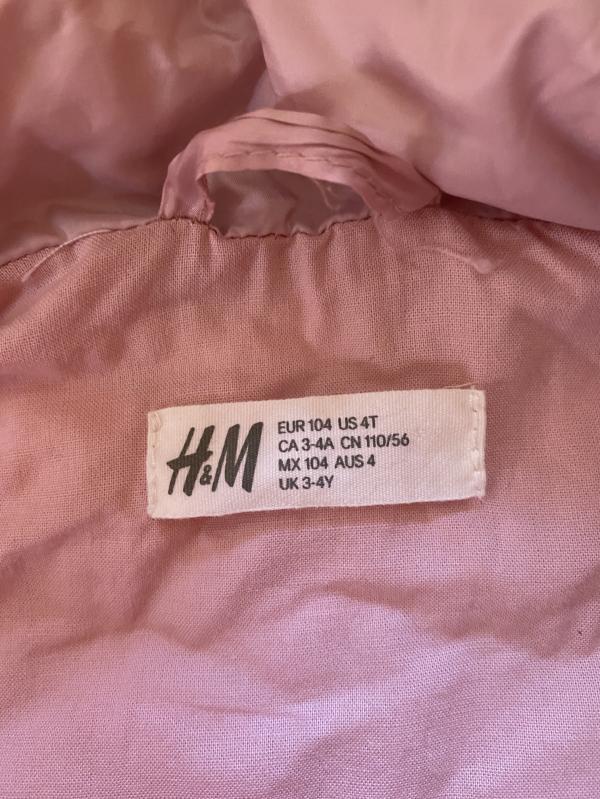 H&M
EUR 104 US 4T
CA 3-4A CN 110/56
MX 104 AUS 4
UK 3-4Y